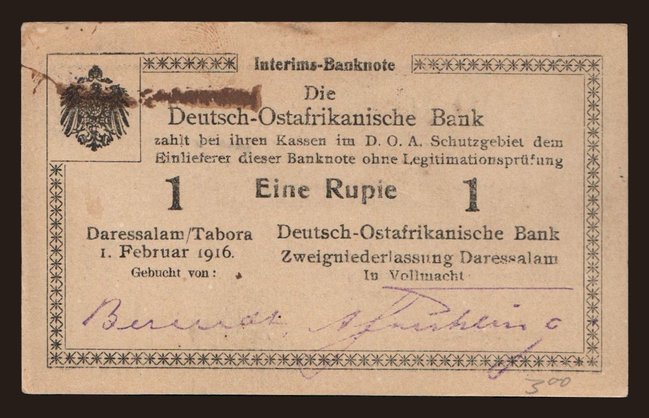 Interims-Banknote
Die
Deutsch-Ostafrikanische Bank
zahlt bei ihren Kassen im D. O. A. Schutzgebiet dem
Einlieferer dieser Banknote ohne Legitimationsprüfung
1 Eine Rupie 1
Daressalam/Tabora
1. Februar 1916.
Gebucht von:
Deutsch-Ostafrikanische Bank
Zweigniederlassung Daressalam
In Vollmacht
300